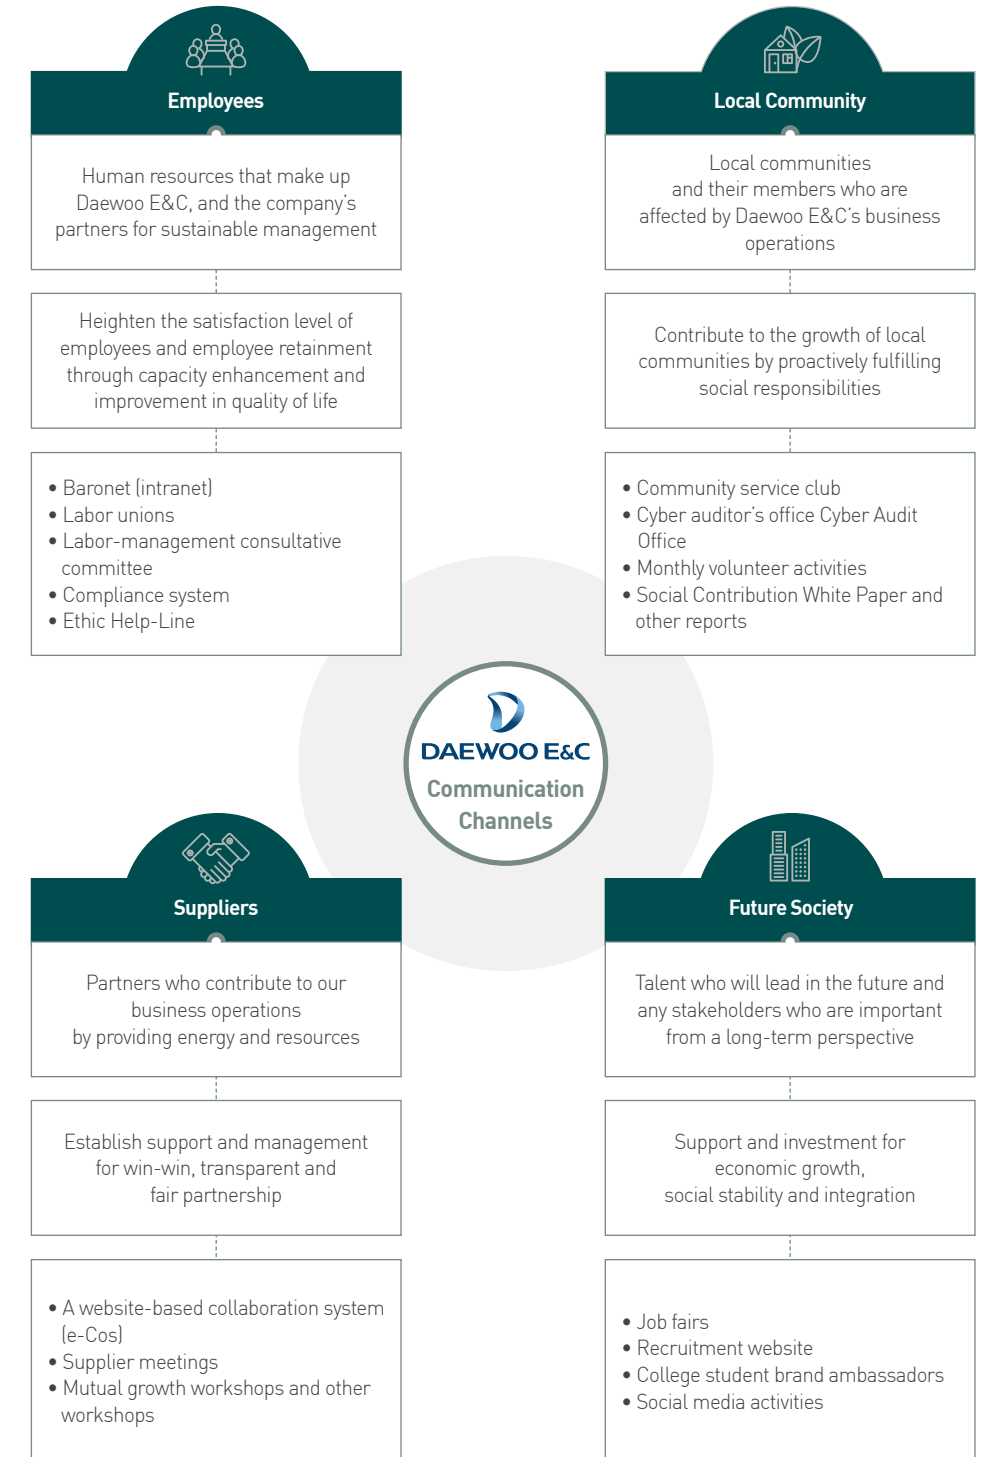 Employees
Human resources that make up
Daewoo E&C, and the company's
partners for sustainable management
Heighten the satisfaction level of
employees and employee retainment
through capacity enhancement and
improvement in quality of life
• Baronet (intranet)
• Labor unions
• Labor-management consultative
committee
• Compliance system
• Ethic Help-Line
Local Community
Local communities
and their members who are
affected by Daewoo E&C's business
operations
Contribute to the growth of local
communities by proactively fulfilling
social responsibilities
• Community service club
• Cyber auditor's office Cyber Audit
Office
• Monthly volunteer activities
• Social Contribution White Paper and
other reports
DAEWOO E&C
Communication
Channels
Suppliers
Partners who contribute to our
business operations
by providing energy and resources
Establish support and management
for win-win, transparent and
fair partnership
• A website-based collaboration system
(e-Cos)
• Supplier meetings
• Mutual growth workshops and other
workshops
Future Society
Talent who will lead in the future and
any stakeholders who are important
from a long-term perspective
Support and investment for
economic growth,
social stability and integration
• Job fairs
• Recruitment website
• College student brand ambassadors
• Social media activities